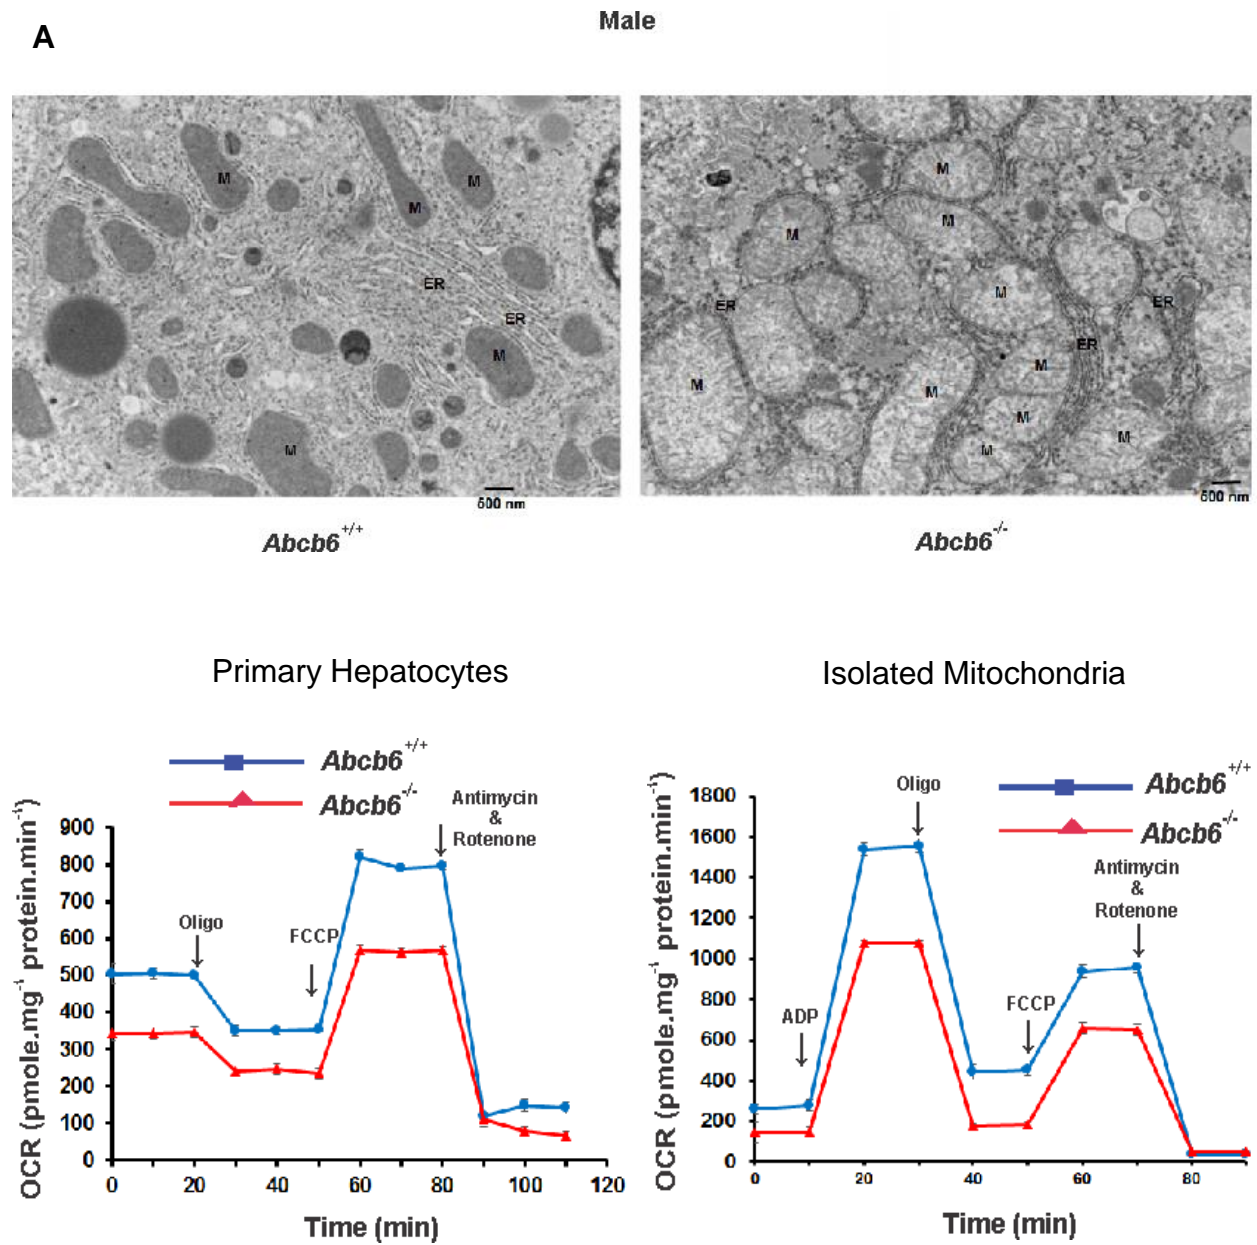 Male
A
M
M
M
ER
ER
M
M
500 nm
M
M
M
M
ER
ER
ER
M
M
M
M
M
M
500 nm
Abcb6+/+
Abcb6-/-
Primary Hepatocytes
Isolated Mitochondria
Abcb6+/+
Abcb6-/-
Antimycin
&
Rotenone
Oligo
FCCP
OCR (pmole.mg⁻¹ protein.min⁻¹)
900
800
700
600
500
400
300
200
100
0
0 20 40 60 80 100 120
Time (min)
Oligo
Abcb6+/+
Abcb6-/-
Antimycin
&
Rotenone
ADP
FCCP
OCR (pmole.mg⁻¹ protein.min⁻¹)
1800
1600
1400
1200
1000
800
600
400
200
0
0 20 40 60 80
Time (min)